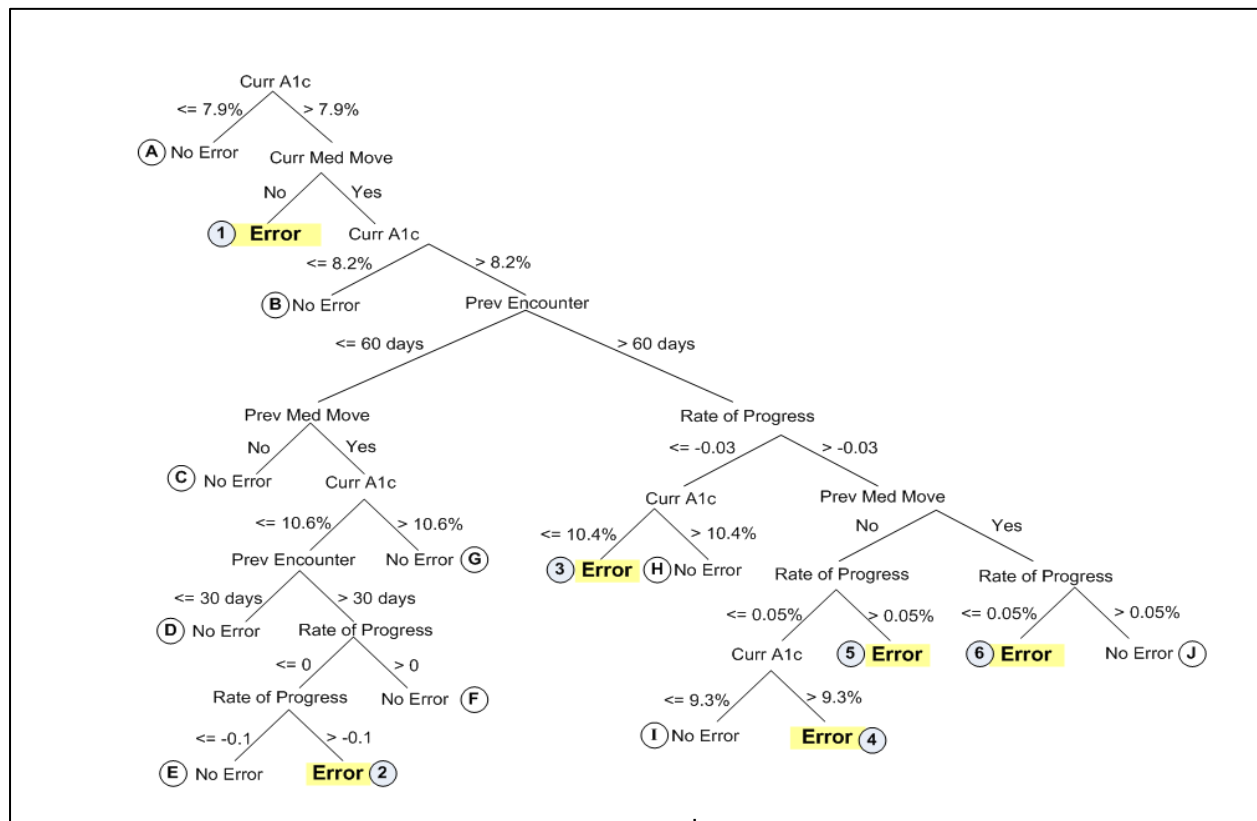 Curr A1c
<= 7.9% > 7.9%
A No Error Curr Med Move
No Yes
1 Error Curr A1c
<= 8.2% > 8.2%
B No Error Prev Encounter
<= 60 days > 60 days
Prev Med Move Rate of Progress
No Yes <= -0.03 > -0.03
C No Error Curr A1c Curr A1c Prev Med Move
<= 10.6% > 10.6% <= 10.4% > 10.4% No Yes
Prev Encounter No Error G 3 Error H No Error Rate of Progress Rate of Progress
<= 30 days > 30 days <= 0.05% > 0.05% <= 0.05% > 0.05%
D No Error Rate of Progress Curr A1c 5 Error 6 Error No Error J
<= 0 > 0 <= 9.3% > 9.3%
Rate of Progress No Error F I No Error Error 4
<= -0.1 > -0.1
E No Error Error 2